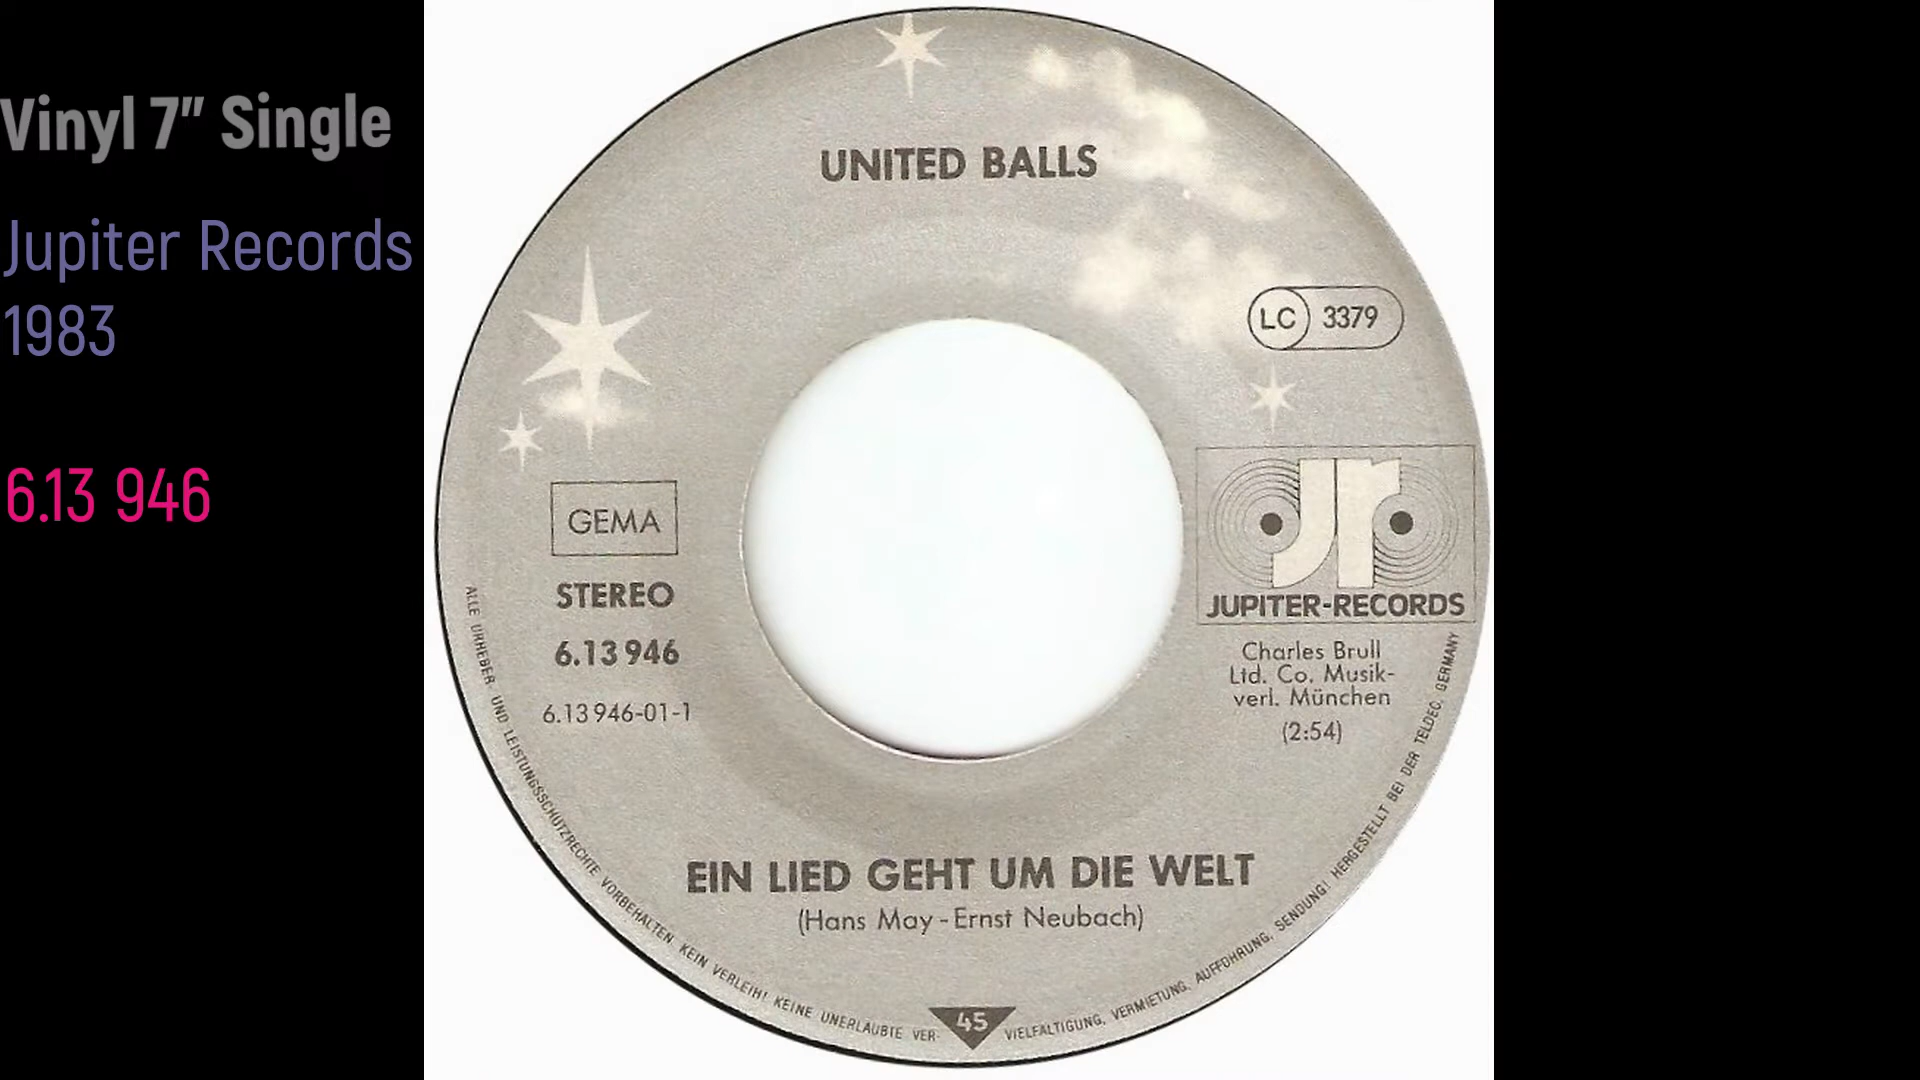 Vinyl 7" Single
Jupiter Records
1983
6.13 946
UNITED BALLS
LC 3379
GEMA
STEREO
6.13 946
6.13 946-01-1
jr
JUPITER-RECORDS
Charles Brull
Ltd. Co. Musik-
verl. München
(2:54)
EIN LIED GEHT UM DIE WELT
(Hans May - Ernst Neubach)
ALLE URHEBER- UND LEISTUNGSSCHUTZRECHTE VORBEHALTEN. KEIN VERLEIH! KEINE UNERLAUBTE VER- VIELFÄLTIGUNG, VERMIETUNG, AUFFÜHRUNG, SENDUNG! HERGESTELLT BEI DER TELDEC, GERMANY
45